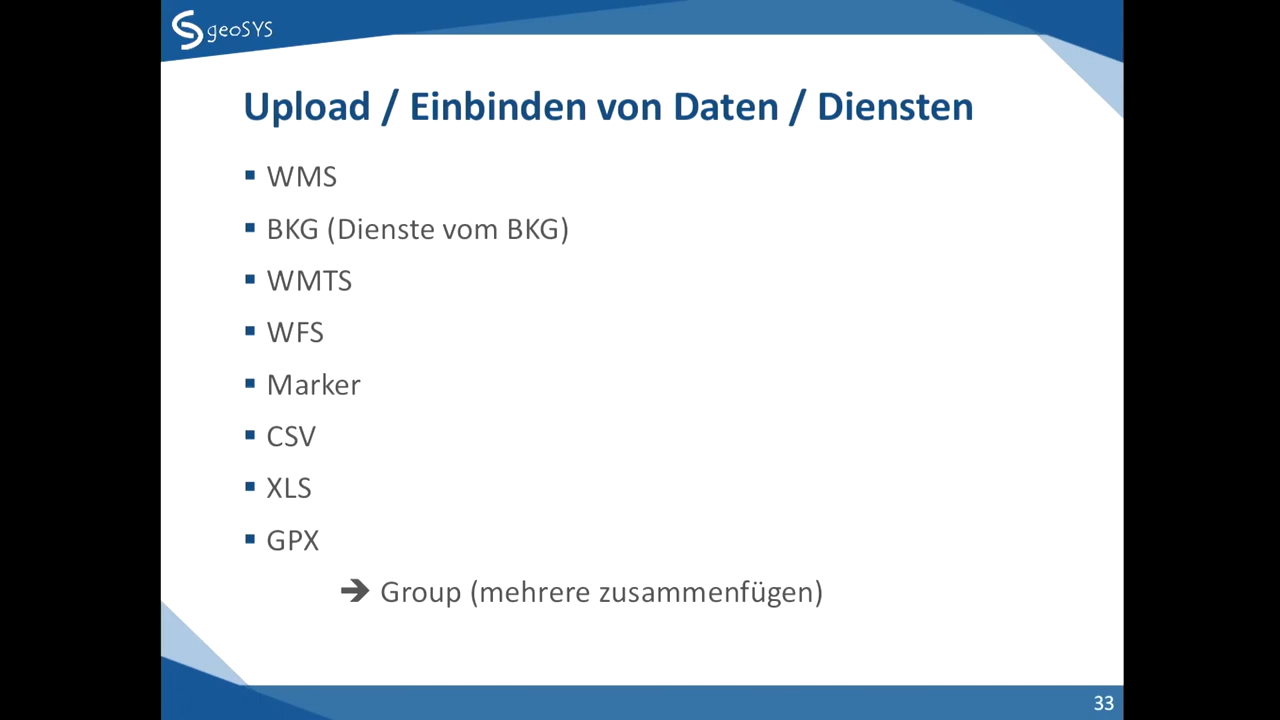 geoSYS
Upload / Einbinden von Daten / Diensten
▪ WMS
▪ BKG (Dienste vom BKG)
▪ WMTS
▪ WFS
▪ Marker
▪ CSV
▪ XLS
▪ GPX
➔ Group (mehrere zusammenfügen)
33